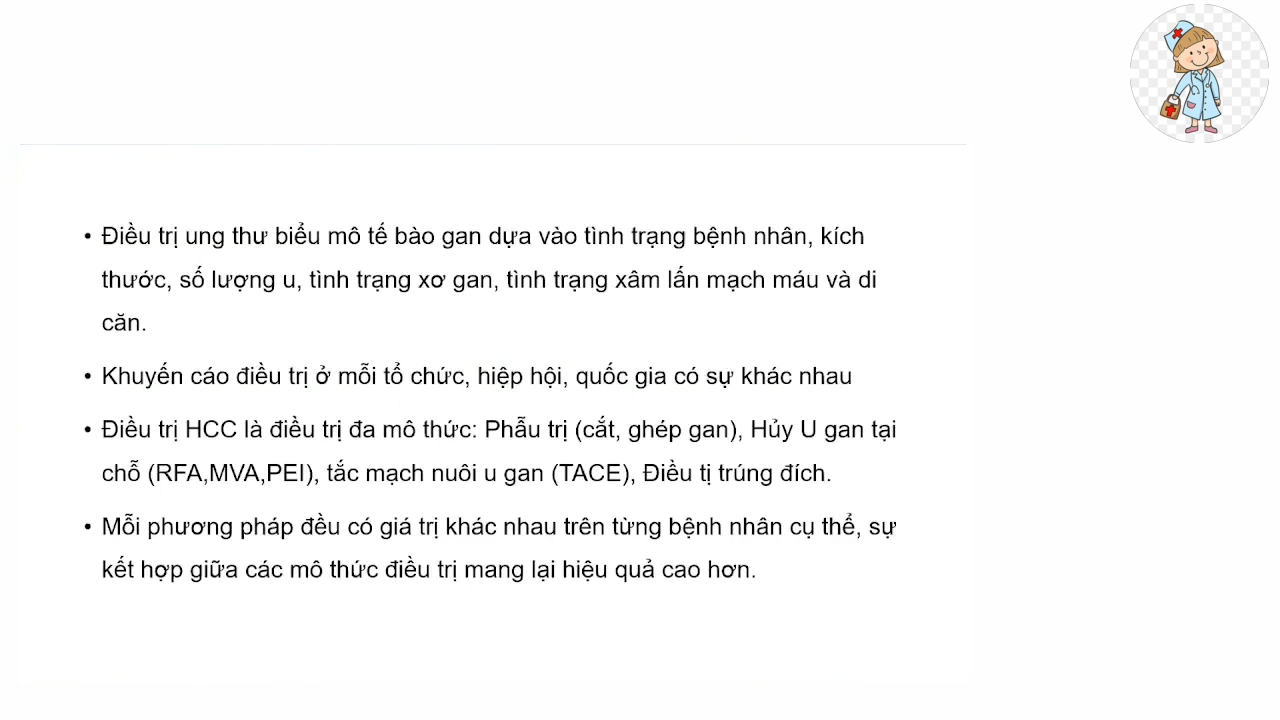 • Điều trị ung thư biểu mô tế bào gan dựa vào tình trạng bệnh nhân, kích
thước, số lượng u, tình trạng xơ gan, tình trạng xâm lấn mạch máu và di
căn.
• Khuyến cáo điều trị ở mỗi tổ chức, hiệp hội, quốc gia có sự khác nhau
• Điều trị HCC là điều trị đa mô thức: Phẫu trị (cắt, ghép gan), Hủy U gan tại
chỗ (RFA,MVA,PEI), tắc mạch nuôi u gan (TACE), Điều tị trúng đích.
• Mỗi phương pháp đều có giá trị khác nhau trên từng bệnh nhân cụ thể, sự
kết hợp giữa các mô thức điều trị mang lại hiệu quả cao hơn.